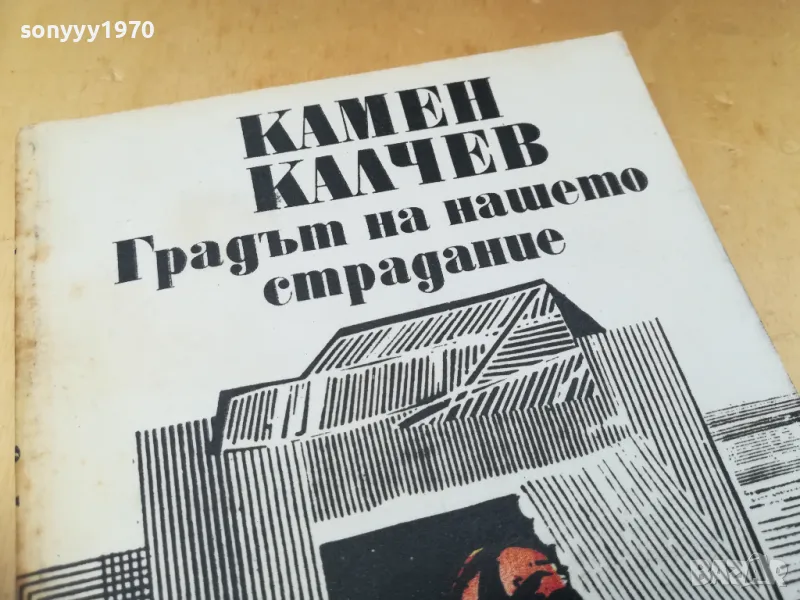 sonyyy1970
КАМЕН
КАЛЧЕВ
Градът на нашето
страдание